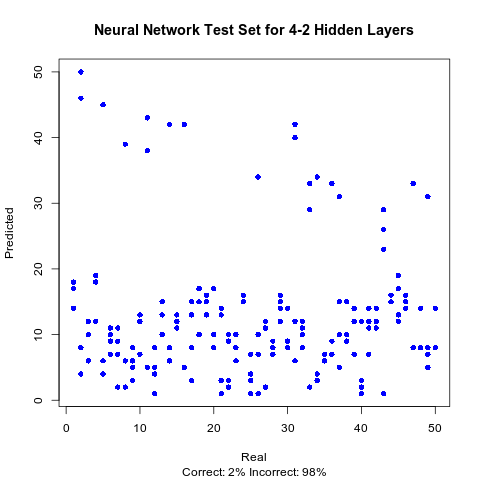 Neural Network Test Set for 4-2 Hidden Layers
50
40
30
20
10
0
Predicted
0 10 20 30 40 50
Real
Correct: 2% Incorrect: 98%